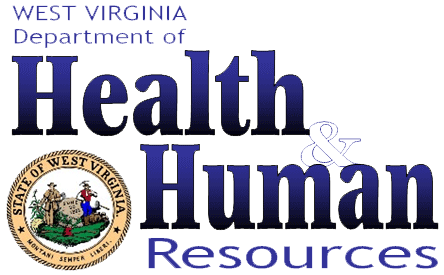 WEST VIRGINIA
Department of
Health
&
Human
Resources
STATE OF WEST VIRGINIA
MONTANI SEMPER LIBERI